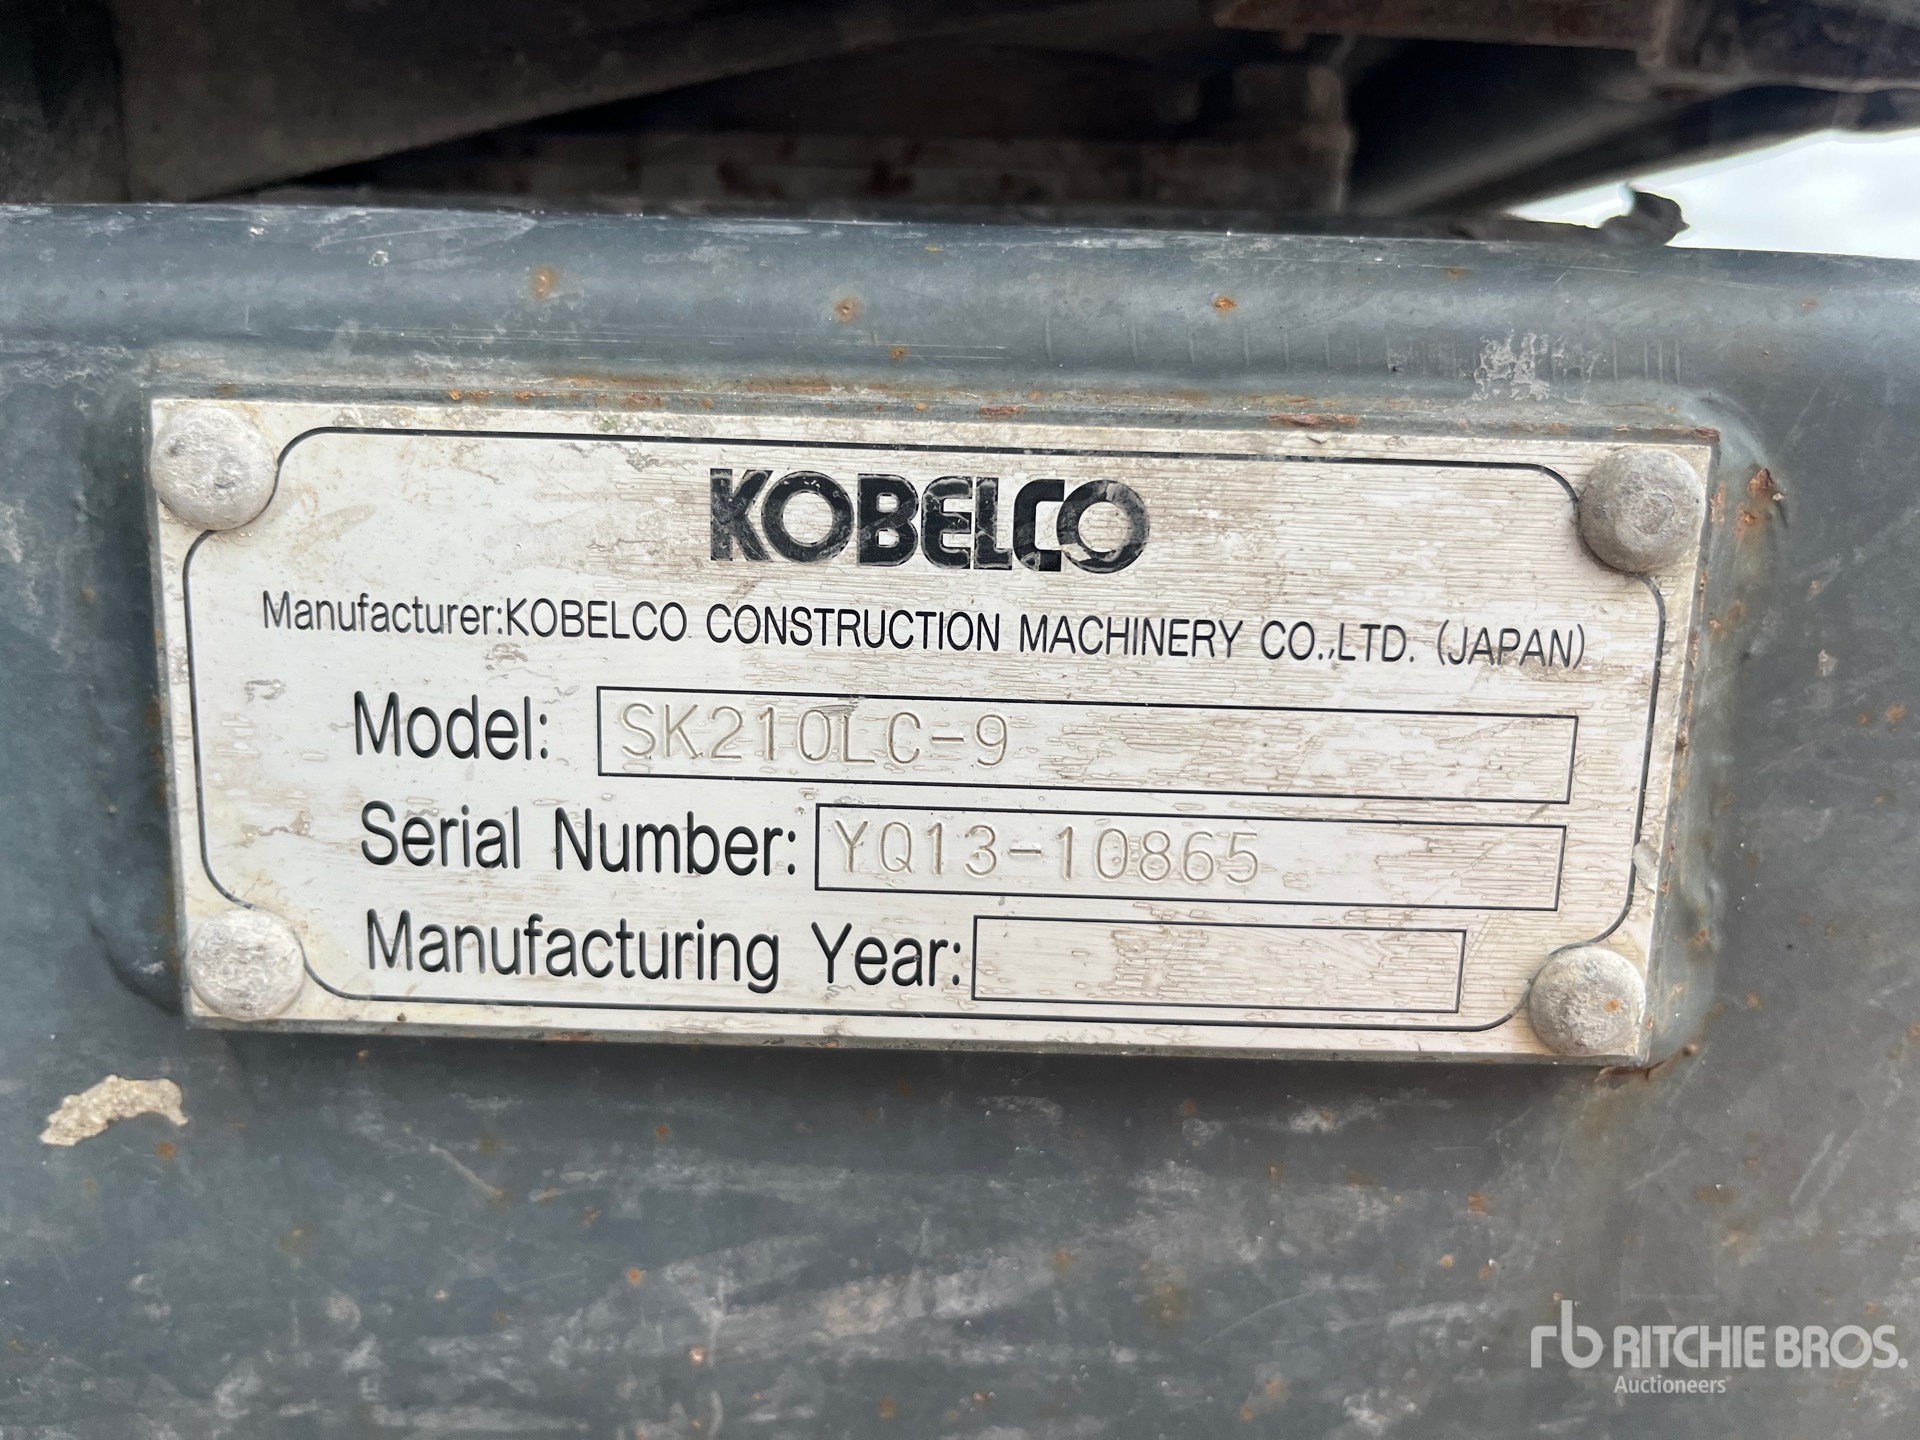 KOBELCO
Manufacturer:KOBELCO CONSTRUCTION MACHINERY CO.,LTD. (JAPAN)
Model: SK210LC-9
Serial Number: YQ13-10865
Manufacturing Year:
rb RITCHIE BROS.
Auctioneers